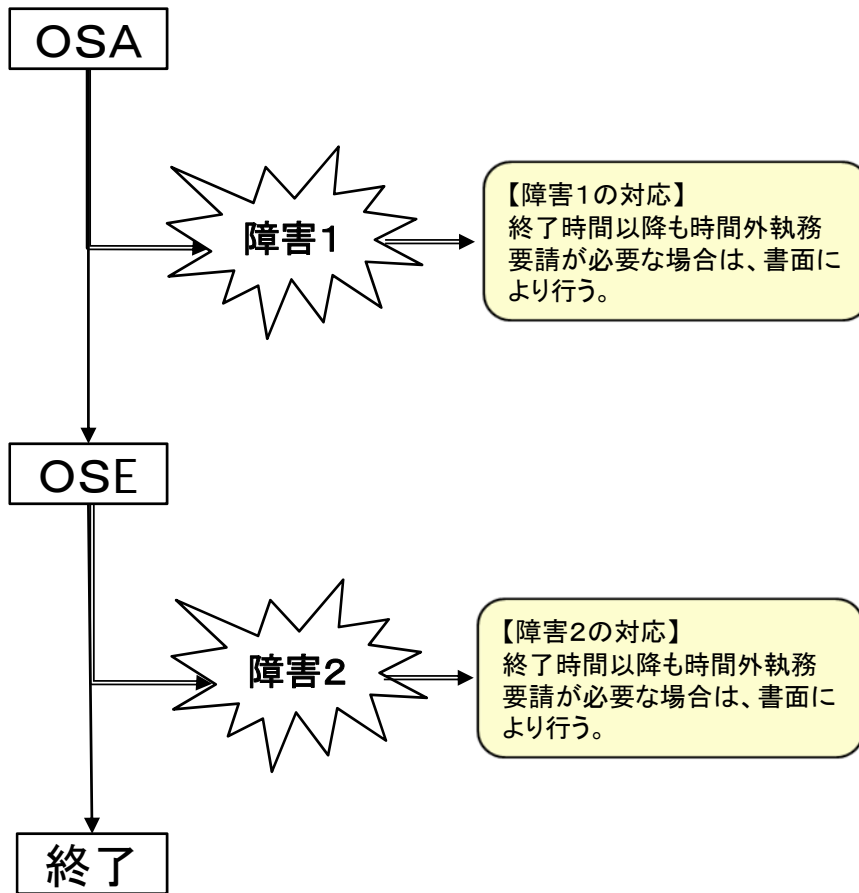 OSA
障害1
【障害1の対応】
終了時間以降も時間外執務
要請が必要な場合は、書面に
より行う。
OSE
障害2
【障害2の対応】
終了時間以降も時間外執務
要請が必要な場合は、書面に
より行う。
終了